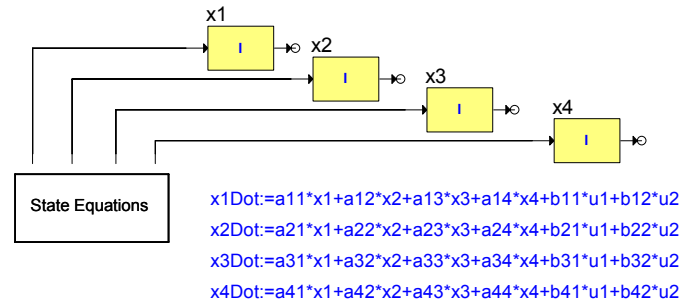 x1
I
x2
I
x3
I
x4
I
State Equations
x1Dot:=a11*x1+a12*x2+a13*x3+a14*x4+b11*u1+b12*u2
x2Dot:=a21*x1+a22*x2+a23*x3+a24*x4+b21*u1+b22*u2
x3Dot:=a31*x1+a32*x2+a33*x3+a34*x4+b31*u1+b32*u2
x4Dot:=a41*x1+a42*x2+a43*x3+a44*x4+b41*u1+b42*u2